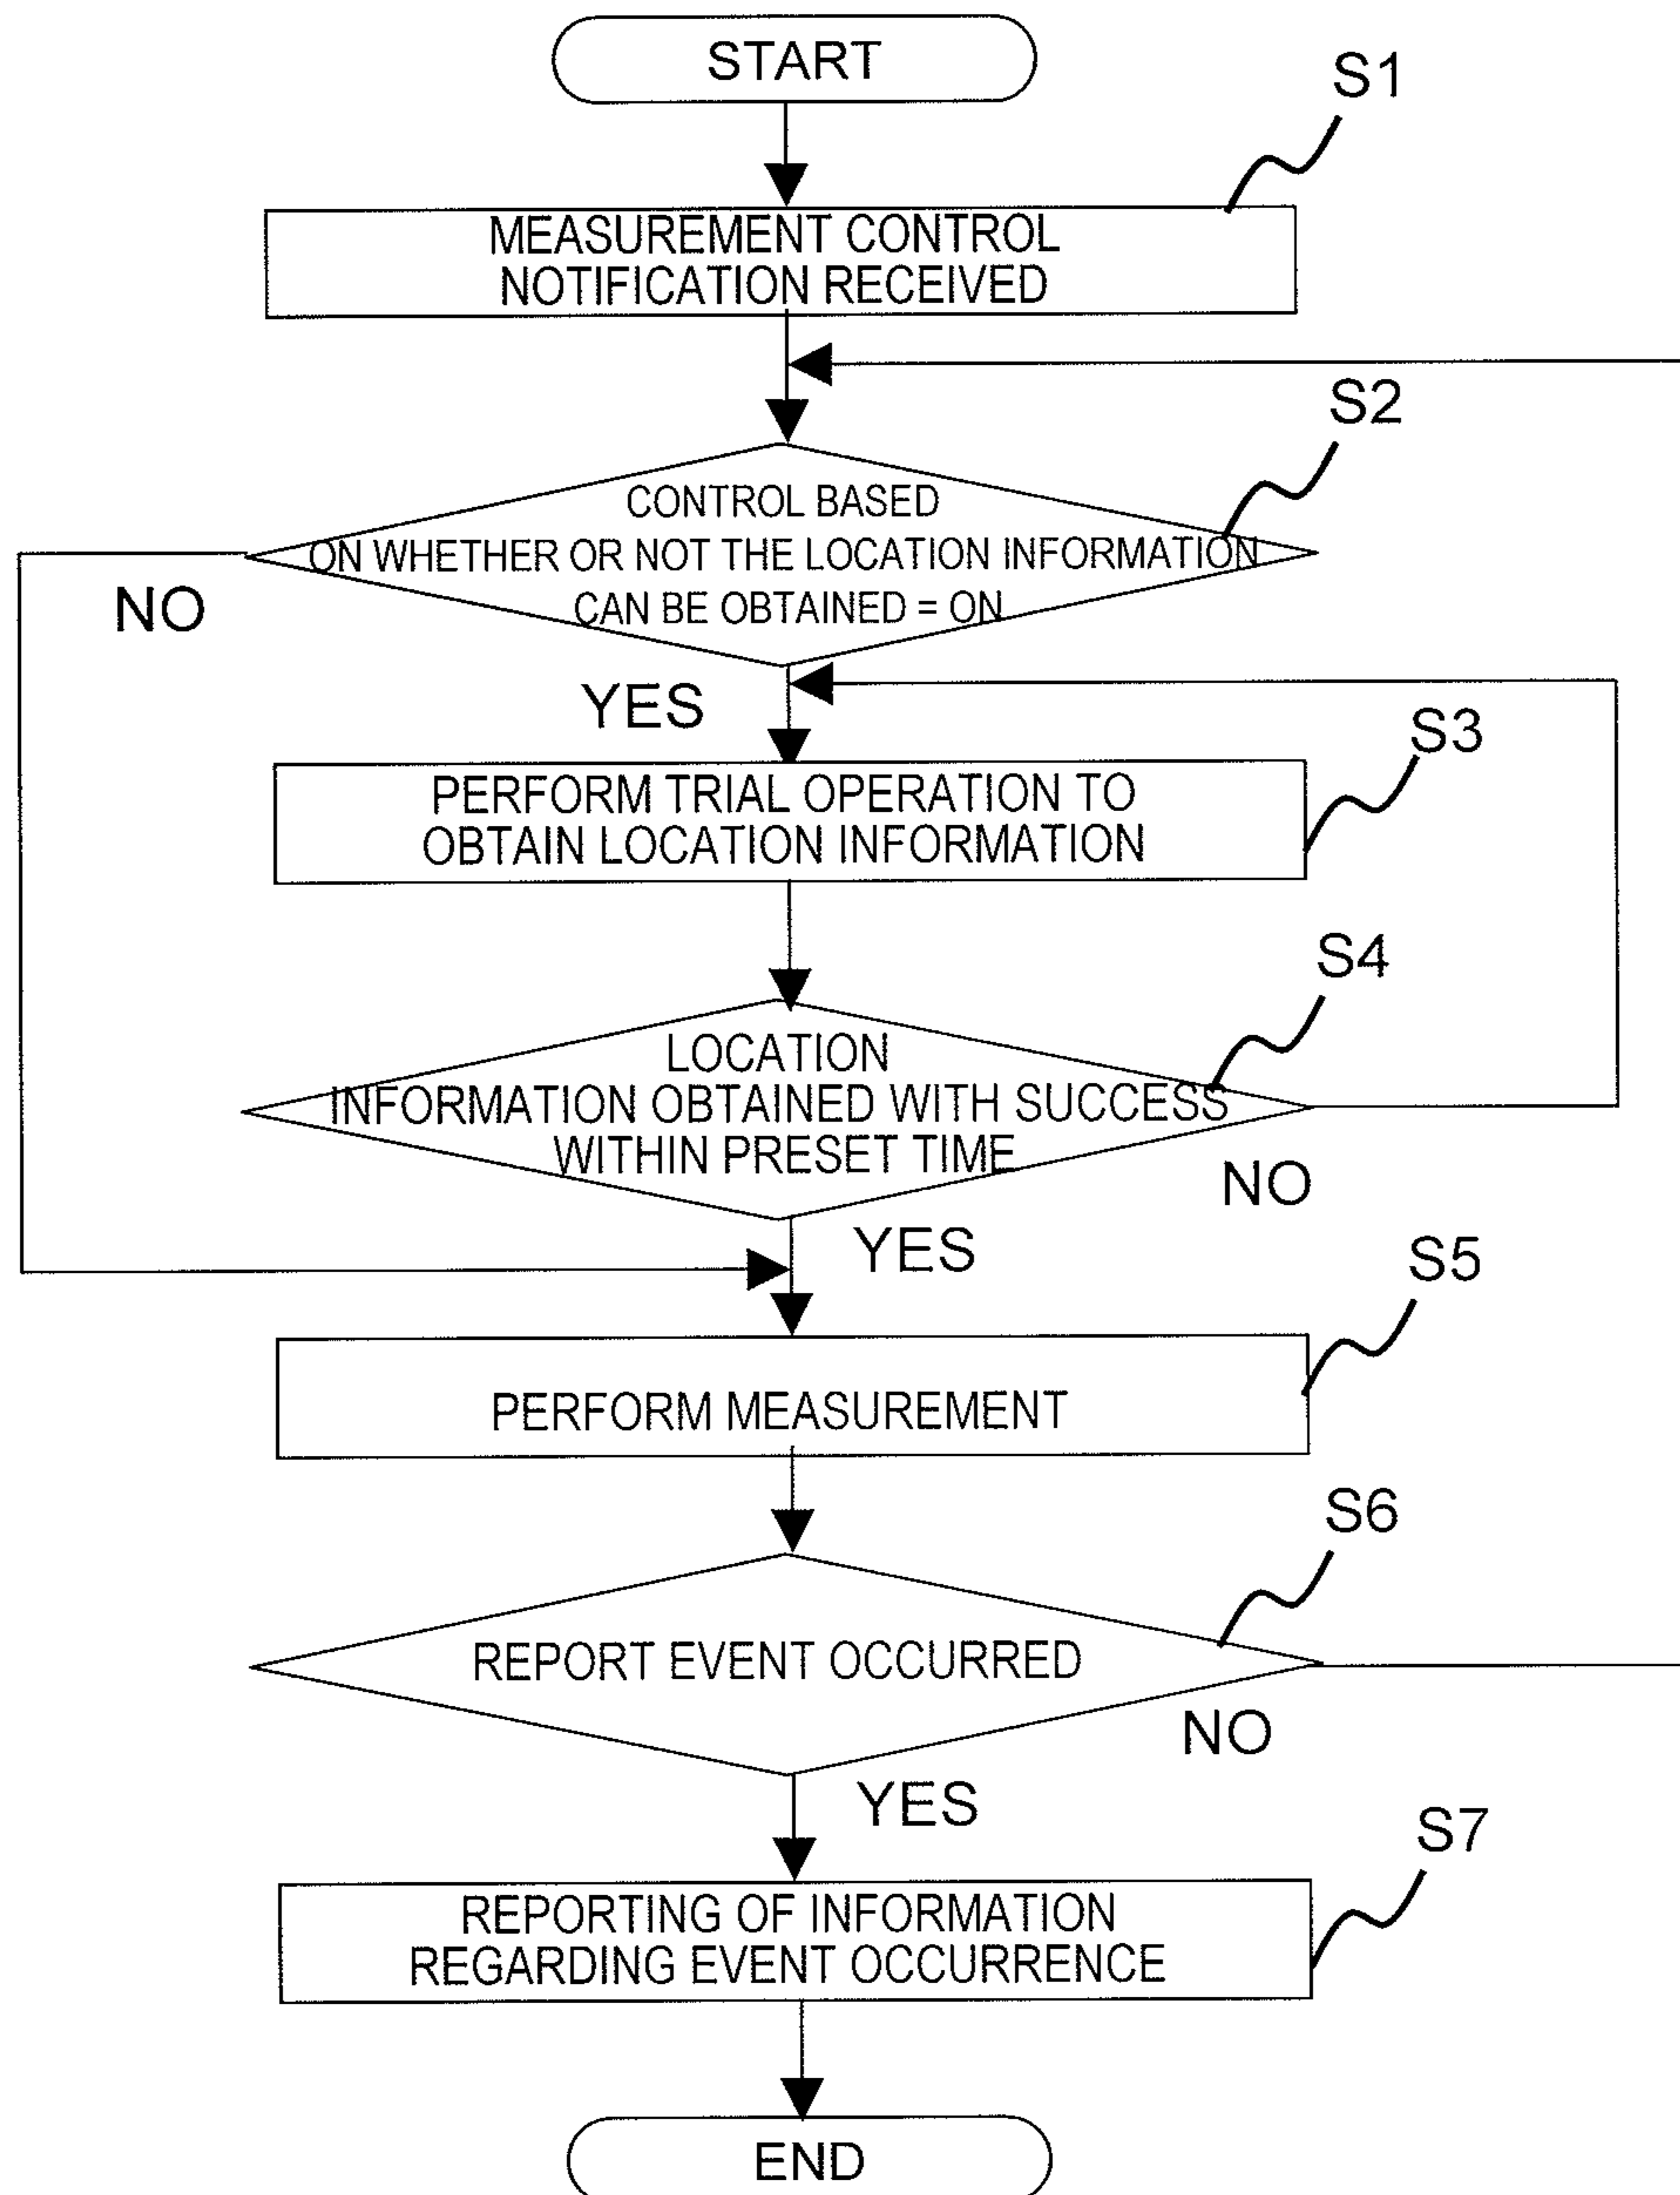 START
S1
MEASUREMENT CONTROL
NOTIFICATION RECEIVED
S2
CONTROL BASED
ON WHETHER OR NOT THE LOCATION INFORMATION
CAN BE OBTAINED = ON
NO
YES
S3
PERFORM TRIAL OPERATION TO
OBTAIN LOCATION INFORMATION
S4
LOCATION
INFORMATION OBTAINED WITH SUCCESS
WITHIN PRESET TIME
NO
YES
S5
PERFORM MEASUREMENT
S6
REPORT EVENT OCCURRED
NO
YES
S7
REPORTING OF INFORMATION
REGARDING EVENT OCCURRENCE
END